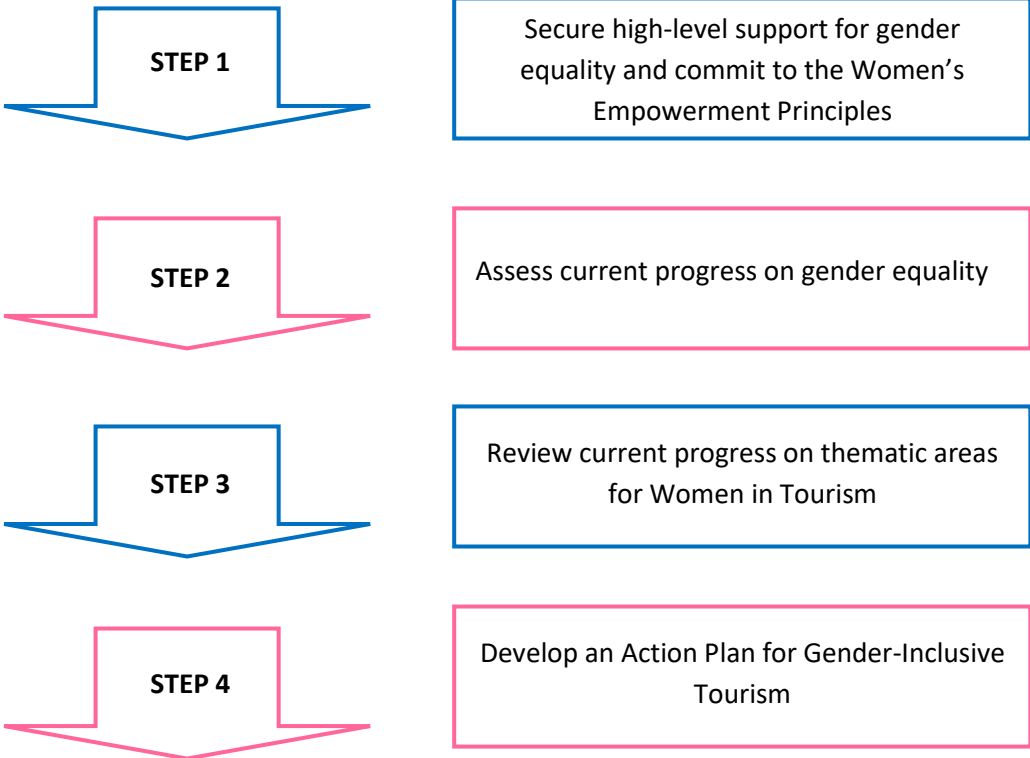 STEP 1
Secure high-level support for gender
equality and commit to the Women’s
Empowerment Principles
STEP 2
Assess current progress on gender equality
STEP 3
Review current progress on thematic areas
for Women in Tourism
STEP 4
Develop an Action Plan for Gender-Inclusive
Tourism